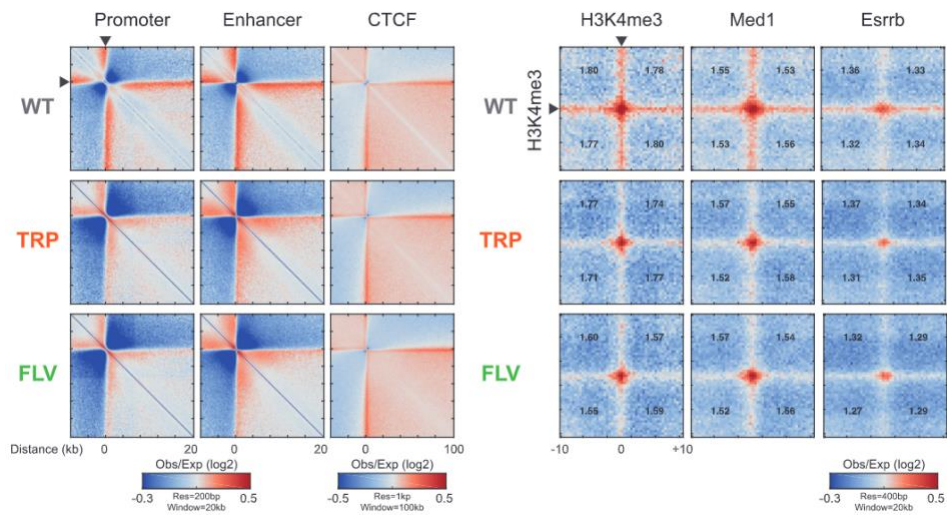 Promoter Enhancer CTCF
WT
TRP
FLV
Distance (kb) 0 20 0 20 0 100
Obs/Exp (log2)
-0.3 0.5
Res=200bp
Window=20kb
Obs/Exp (log2)
-0.5 0.5
Res=1kp
Window=100kb
H3K4me3 Med1 Esrrb
H3K4me3
WT
1.80 1.78 1.55 1.53 1.36 1.33
1.77 1.80 1.53 1.56 1.32 1.34
TRP
1.77 1.74 1.57 1.55 1.37 1.34
1.71 1.77 1.52 1.58 1.31 1.35
FLV
1.60 1.57 1.57 1.54 1.32 1.29
1.55 1.59 1.52 1.56 1.27 1.29
-10 0 +10
Obs/Exp (log2)
-0.3 0.5
Res=400bp
Window=20kb